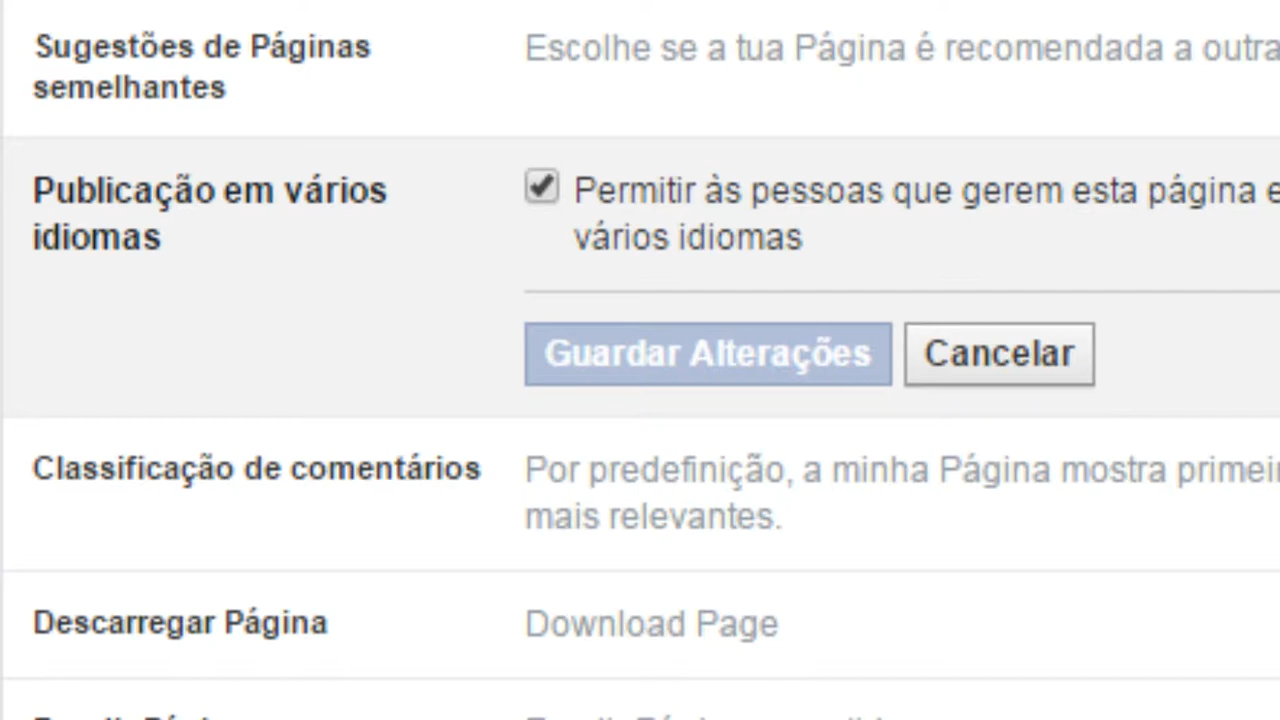 Sugestões de Páginas
semelhantes
Escolhe se a tua Página é recomendada a outra
Publicação em vários
idiomas
Permitir às pessoas que gerem esta página e
vários idiomas
Guardar Alterações Cancelar
Classificação de comentários
Por predefinição, a minha Página mostra primei
mais relevantes.
Descarregar Página
Download Page